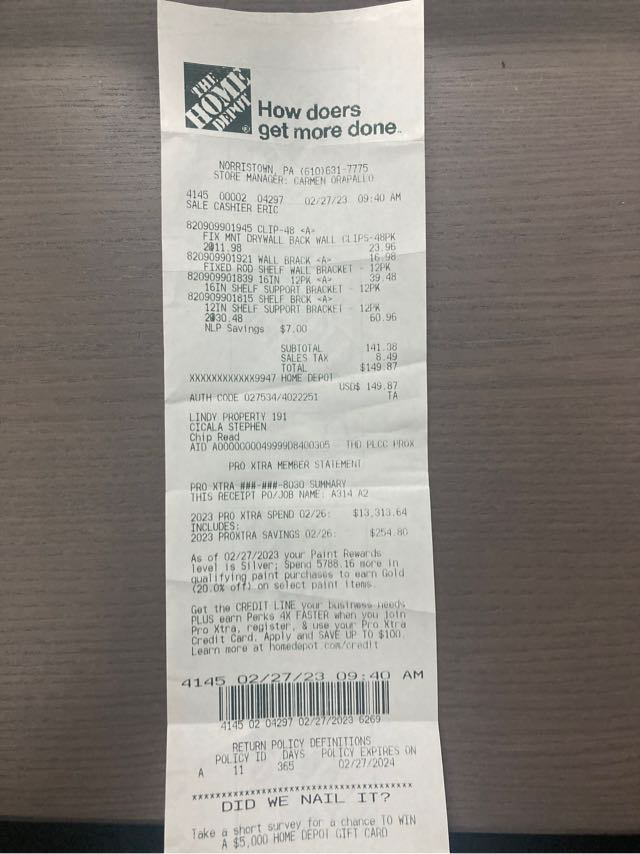 THE
HOME
DEPOT
How doers
get more done.
NORRISTOWN, PA (610)631-7775
STORE MANAGER: CARMEN ORAPALLO
4145 00002 04297 02/27/23 09:40 AM
SALE CASHIER ERIC
820909901945 CLIP-48 <A>
FIX MNT DRYWALL BACK WALL CLIPS-48PK
2@11.98 23.96
820909901921 WALL BRACK <A> 16.98
FIXED ROD SHELF WALL BRACKET - 12PK
820909901839 16IN 12PK <A> 39.48
16IN SHELF SUPPORT BRACKET - 12PK
820909901815 SHELF BRCK <A>
12IN SHELF SUPPORT BRACKET - 12PK
2@30.48 60.96
NLP Savings $7.00
SUBTOTAL 141.38
SALES TAX 8.49
TOTAL $149.87
XXXXXXXXXXXX9947 HOME DEPOT
USD$ 149.87
AUTH CODE 027534/4022251 TA
LINDY PROPERTY 191
CICALA STEPHEN
Chip Read
AID A0000000049999D8400305 THD PLCC PROX
PRO XTRA MEMBER STATEMENT
PRO XTRA ###-###-8030 SUMMARY
THIS RECEIPT PO/JOB NAME: A314 A2
2023 PRO XTRA SPEND 02/26: $13,313.64
INCLUDES:
2023 PROXTRA SAVINGS 02/26: $254.80
As of 02/27/2023 your Paint Rewards
level is Silver; Spend 5788.16 more in
qualifying paint purchases to earn Gold
(20.0% off) on select paint items.
Get the CREDIT LINE your business needs
PLUS earn Perks 4X FASTER when you join
Pro Xtra, register, & use your Pro Xtra
Credit Card. Apply and SAVE UP TO $100.
Learn more at homedepot.com/credit
4145 02/27/23 09:40 AM
4145 02 04297 02/27/2023 6269
RETURN POLICY DEFINITIONS
POLICY ID DAYS POLICY EXPIRES ON
A 11 365 02/27/2024
****************************************
DID WE NAIL IT?
Take a short survey for a chance TO WIN
A $5,000 HOME DEPOT GIFT CARD